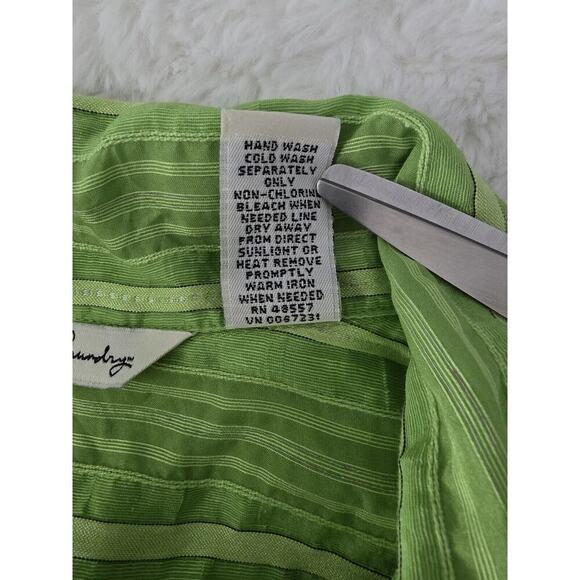 HAND WASH
COLD WASH
SEPARATELY
ONLY
NON-CHLORINE
BLEACH WHEN
NEEDED LINE
DRY AWAY
FROM DIRECT
SUNLIGHT OR
HEAT REMOVE
PROMPTLY
WARM IRON
WHEN NEEDED
RN 48557
VN 0067231
Laundry™